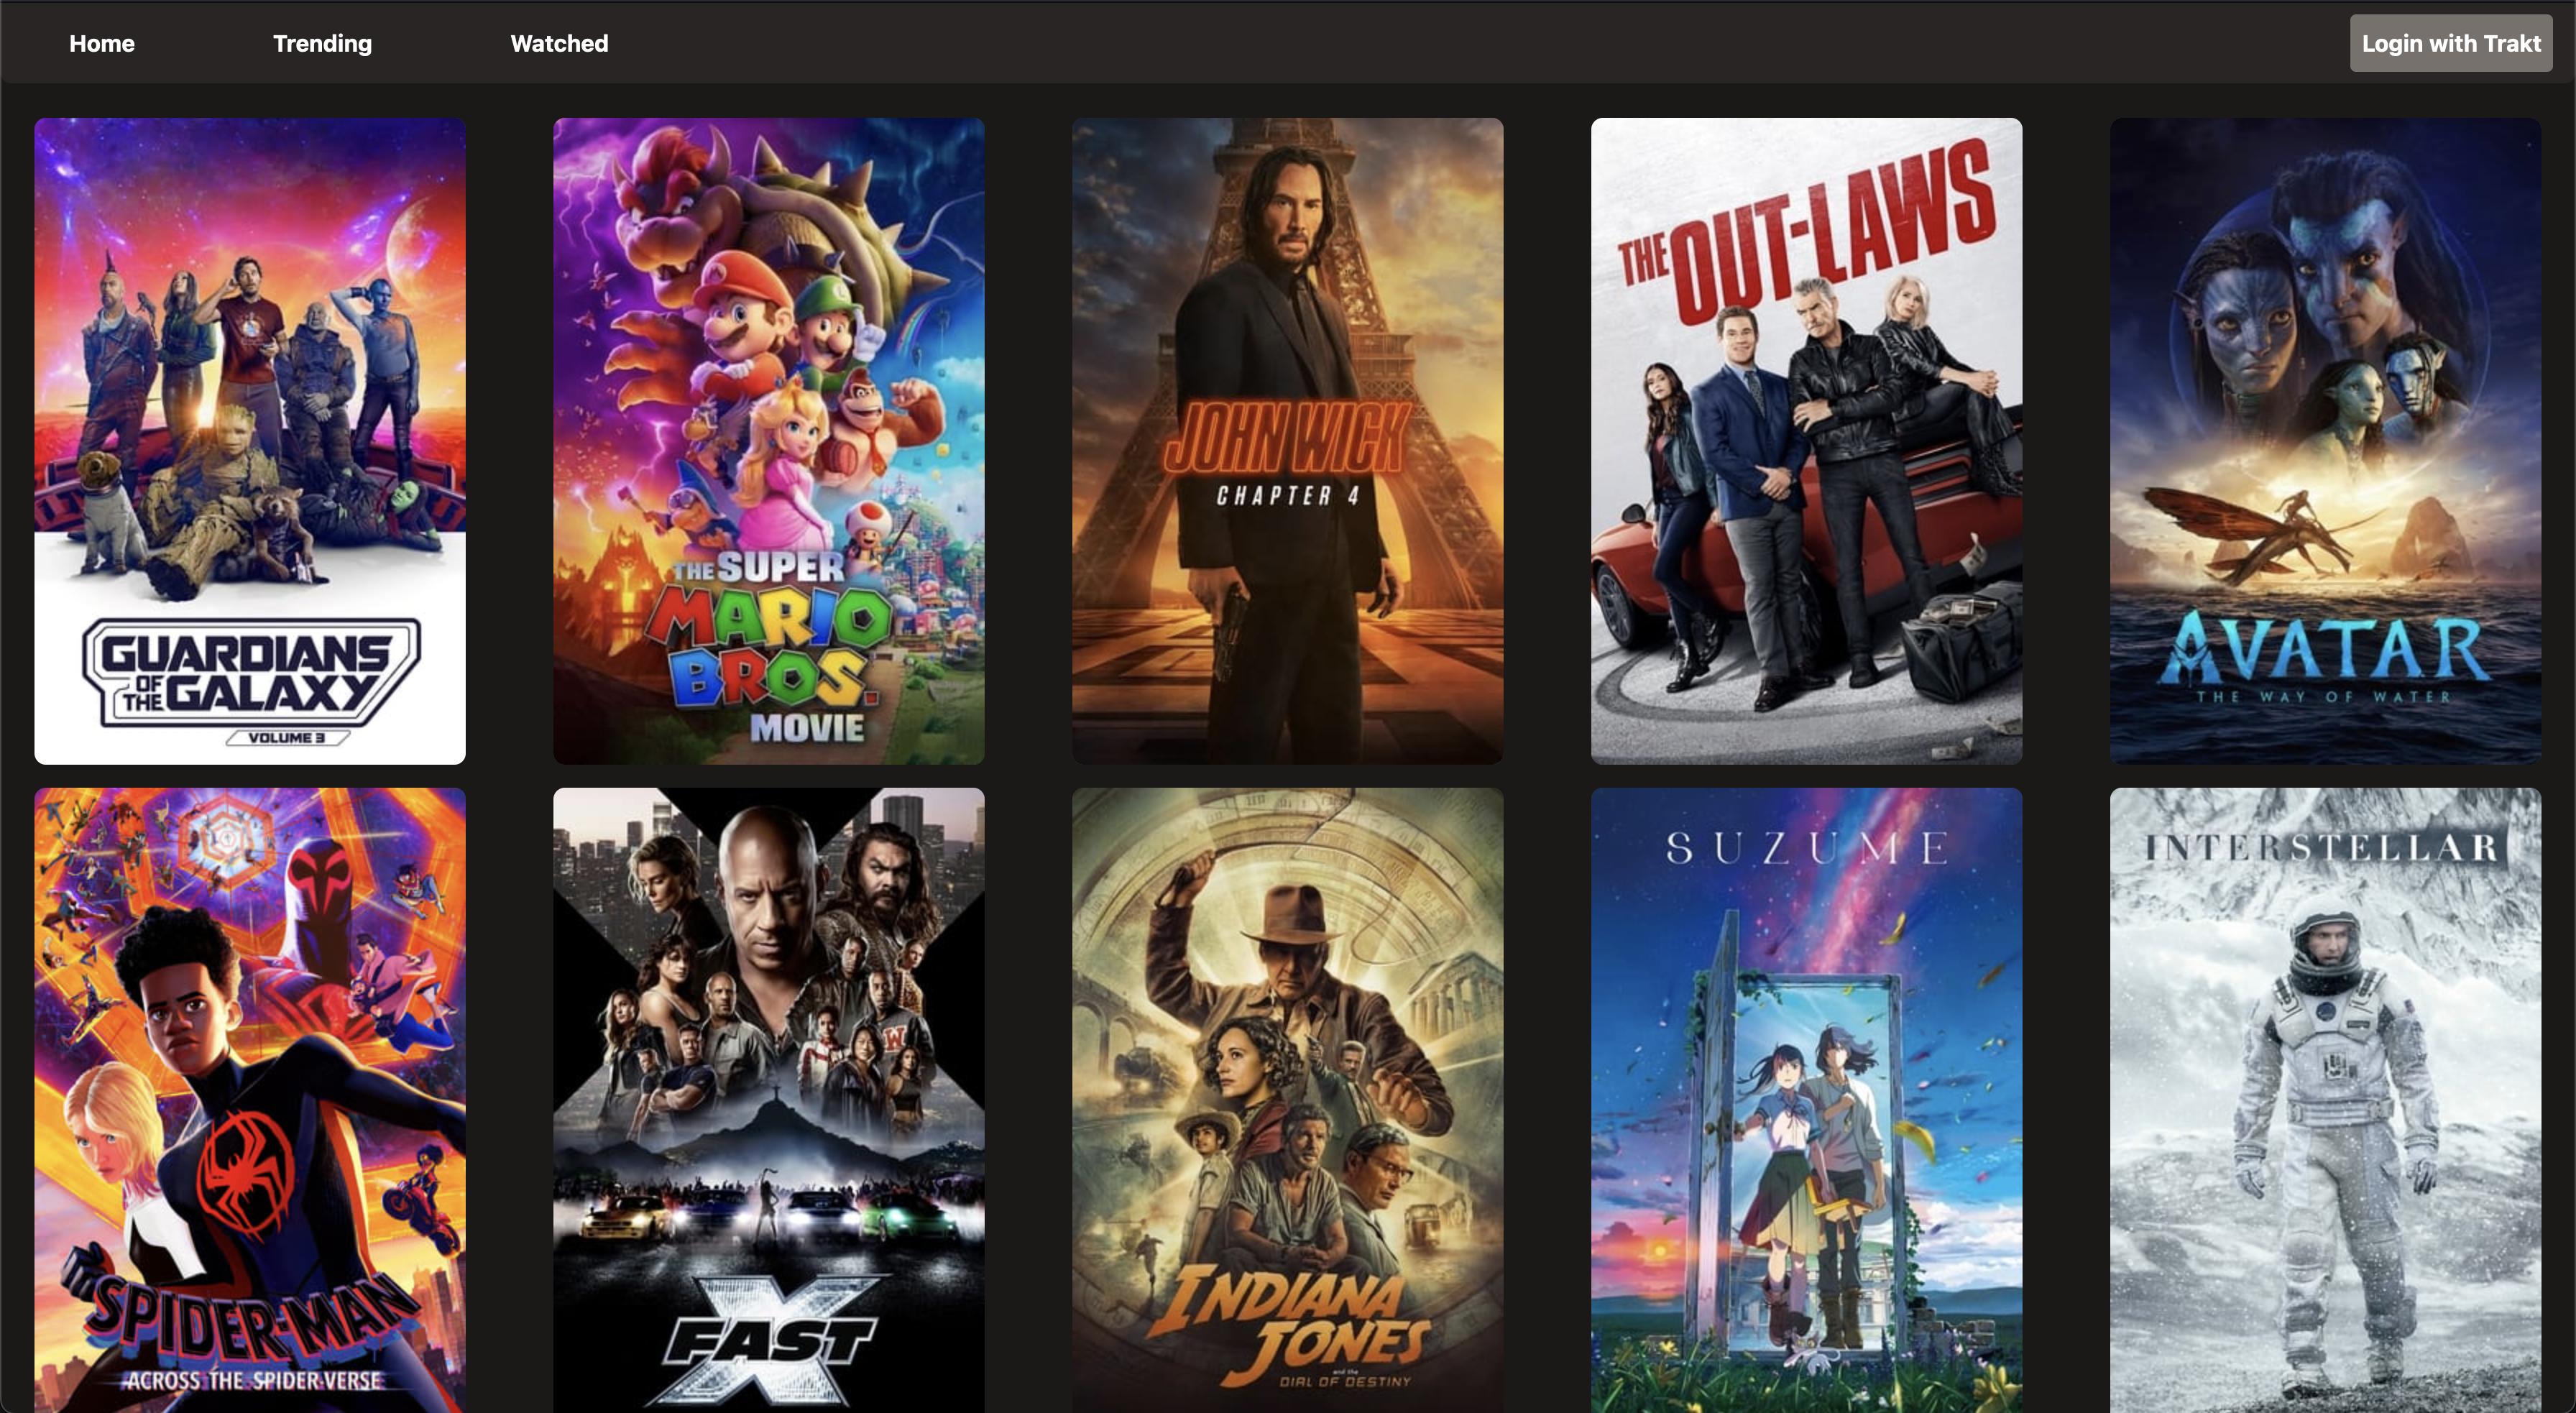 Home Trending Watched Login with Trakt
GUARDIANS
OF
THE GALAXY
VOLUME 3
THE SUPER
MARIO
BROS.
MOVIE
JOHN WICK
CHAPTER 4
THE OUT-LAWS
AVATAR
THE WAY OF WATER
SPIDER-MAN
ACROSS THE SPIDER-VERSE
W
FAST
X
INDIANA
JONES
and the
DIAL OF DESTINY
SUZUME
INTERSTELLAR